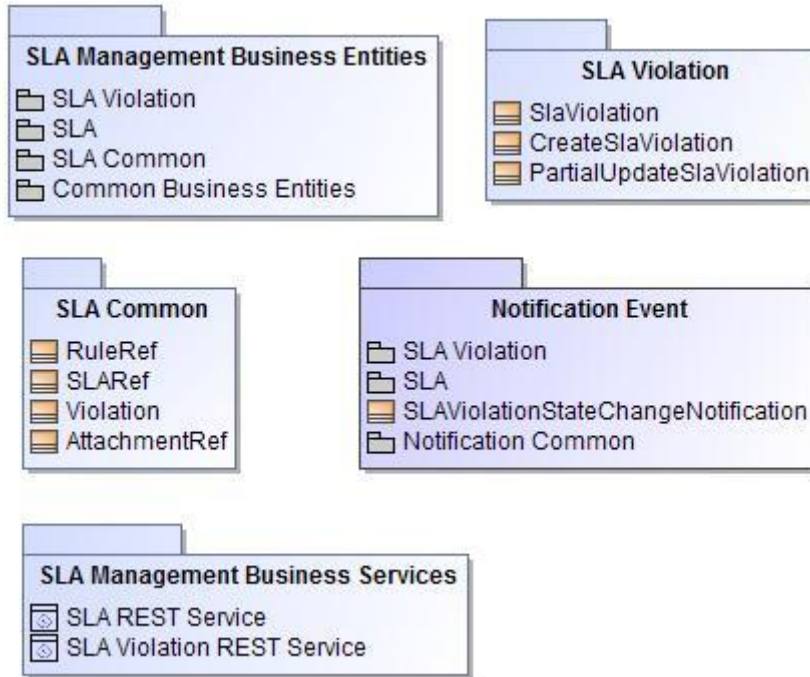 SLA Management Business Entities
SLA Violation
SLA
SLA Common
Common Business Entities
SLA Violation
SlaViolation
CreateSlaViolation
PartialUpdateSlaViolation
SLA Common
RuleRef
SLARef
Violation
AttachmentRef
Notification Event
SLA Violation
SLA
SLAViolationStateChangeNotification
Notification Common
SLA Management Business Services
SLA REST Service
SLA Violation REST Service